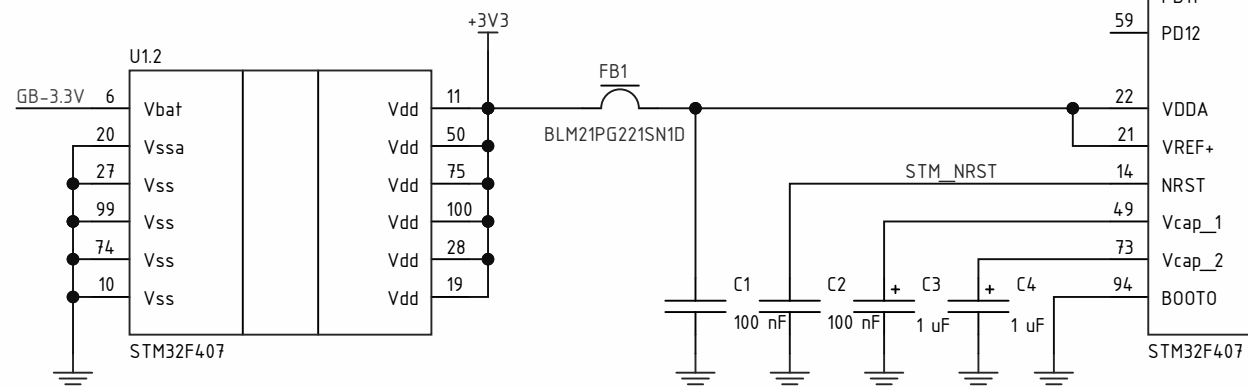 PD11
59 PD12
+3V3
U1.2
FB1
GB-3.3V 6 Vbat Vdd 11
BLM21PG221SN1D
22 VDDA
20 Vssa Vdd 50
21 VREF+
27 Vss Vdd 75
STM_NRST 14 NRST
99 Vss Vdd 100
49 Vcap_1
74 Vss Vdd 28
73 Vcap_2
10 Vss Vdd 19
94 BOOT0
C1 C2 + C3 + C4
100 nF 100 nF 1 uF 1 uF
STM32F407
STM32F407